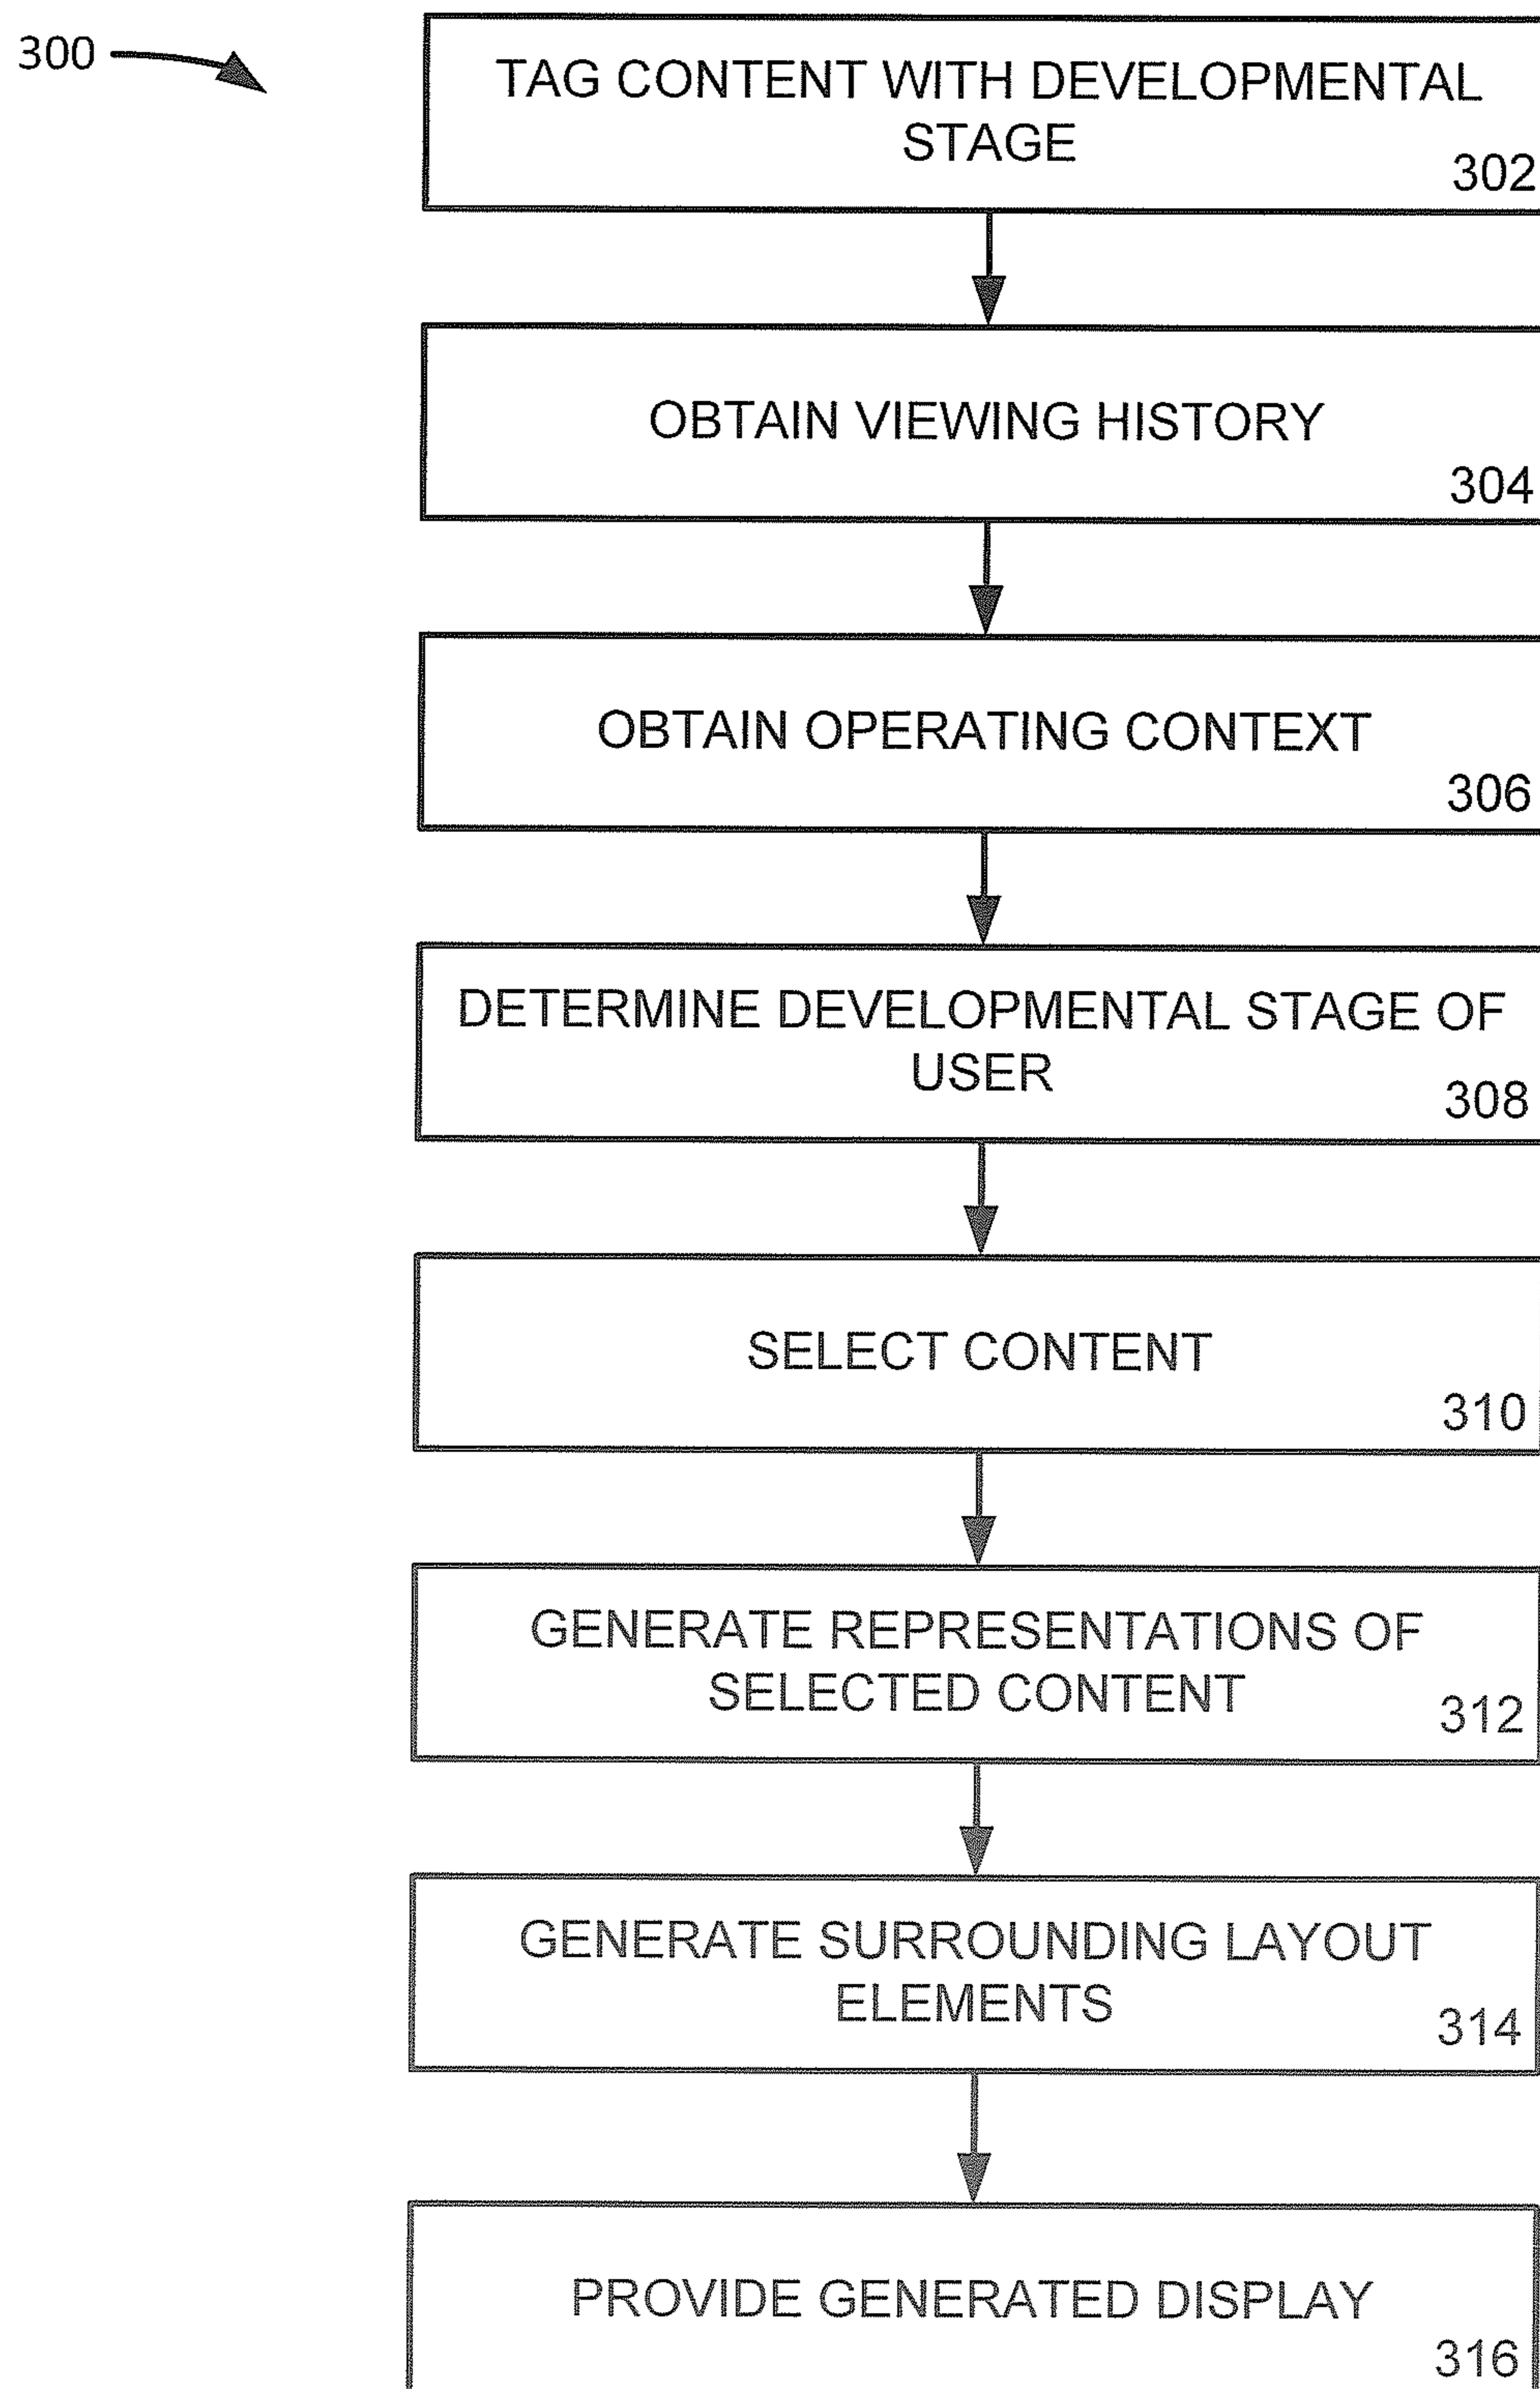 300
TAG CONTENT WITH DEVELOPMENTAL
STAGE
302
OBTAIN VIEWING HISTORY
304
OBTAIN OPERATING CONTEXT
306
DETERMINE DEVELOPMENTAL STAGE OF
USER
308
SELECT CONTENT
310
GENERATE REPRESENTATIONS OF
SELECTED CONTENT
312
GENERATE SURROUNDING LAYOUT
ELEMENTS
314
PROVIDE GENERATED DISPLAY
316